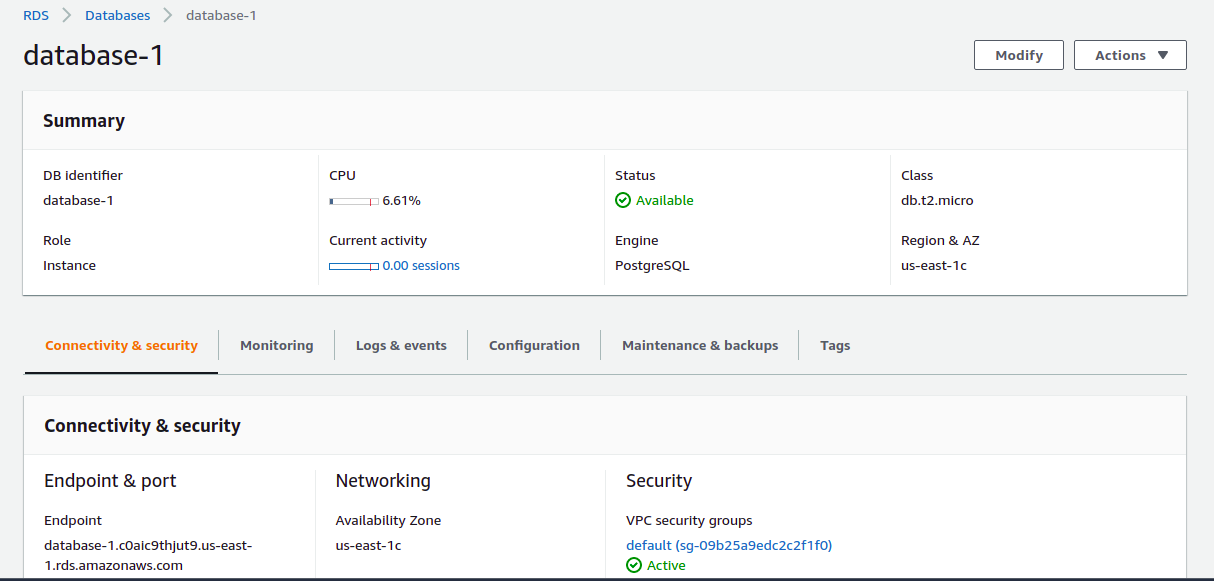 RDS > Databases > database-1
database-1
Modify
Actions ▼
Summary
DB identifier
database-1
CPU
6.61%
Status
Available
Class
db.t2.micro
Role
Instance
Current activity
0.00 sessions
Engine
PostgreSQL
Region & AZ
us-east-1c
Connectivity & security
Monitoring
Logs & events
Configuration
Maintenance & backups
Tags
Connectivity & security
Endpoint & port
Endpoint
database-1.c0aic9thjut9.us-east-
1.rds.amazonaws.com
Networking
Availability Zone
us-east-1c
Security
VPC security groups
default (sg-09b25a9edc2c2f1f0)
Active